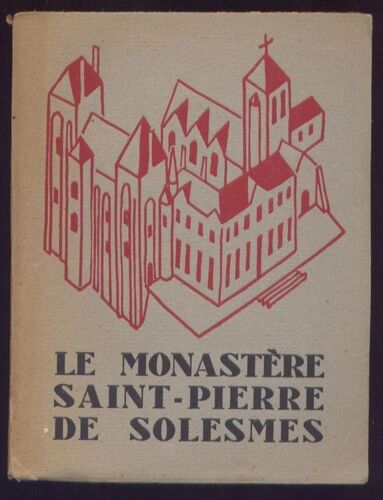 LE MONASTÈRE
SAINT-PIERRE
DE SOLESMES